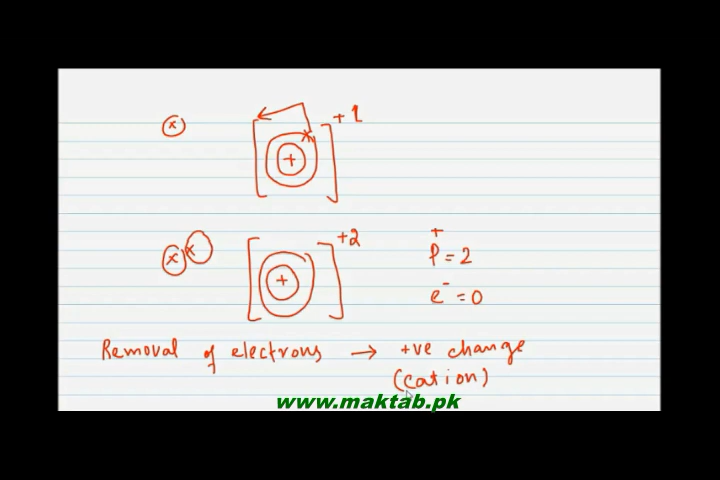 +1
+
+2
+
+
P = 2
e⁻ = 0
Removal of electrons → +ve change
(cation)
www.maktab.pk